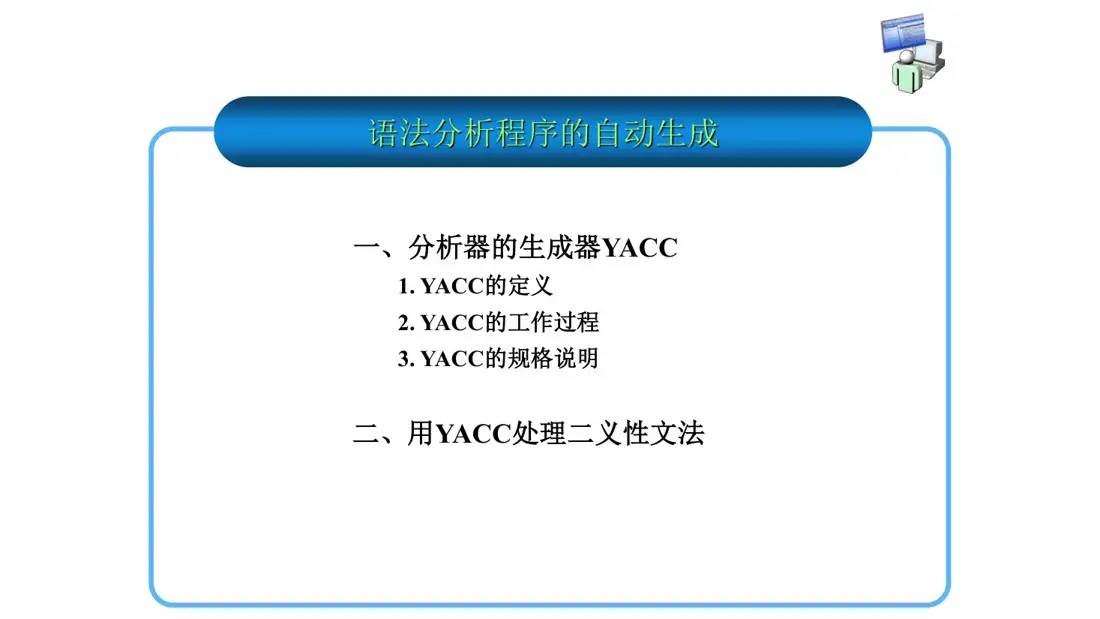 语法分析程序的自动生成
一、分析器的生成器YACC
1. YACC的定义
2. YACC的工作过程
3. YACC的规格说明
二、用YACC处理二义性文法